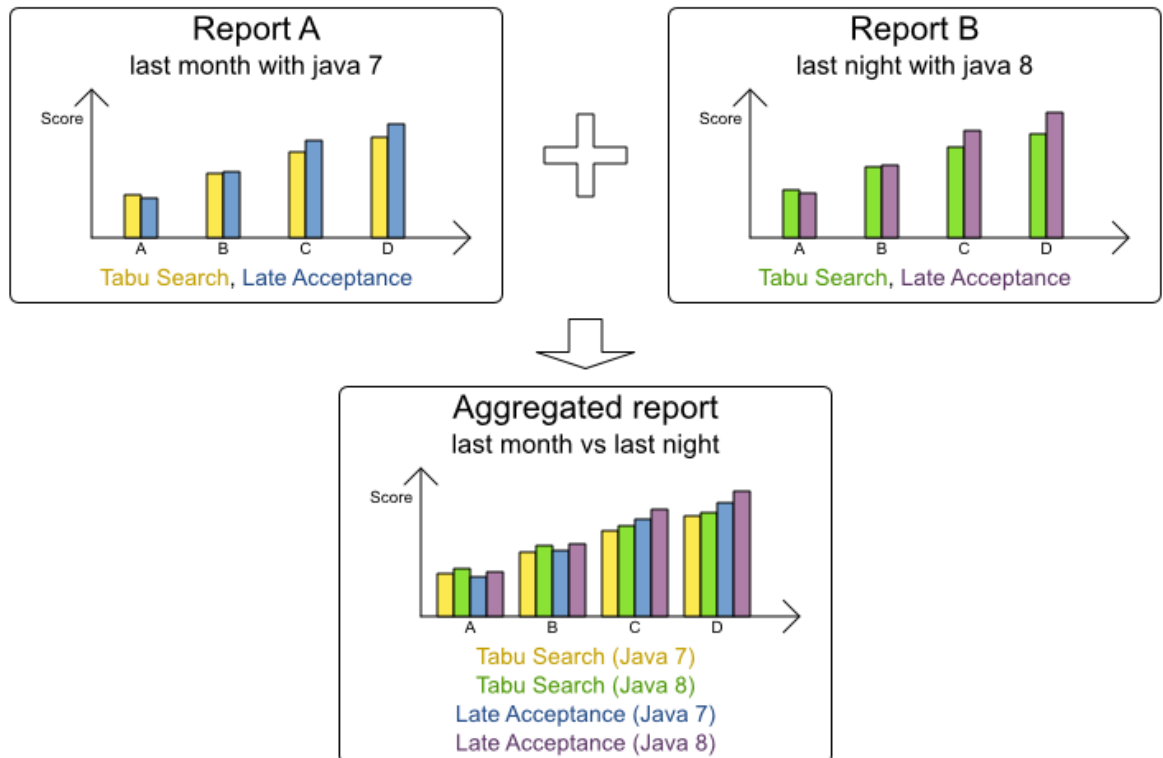 Report A
last month with java 7
Score
A B C D
Tabu Search, Late Acceptance
Report B
last night with java 8
Score
A B C D
Tabu Search, Late Acceptance
Aggregated report
last month vs last night
Score
A B C D
Tabu Search (Java 7)
Tabu Search (Java 8)
Late Acceptance (Java 7)
Late Acceptance (Java 8)